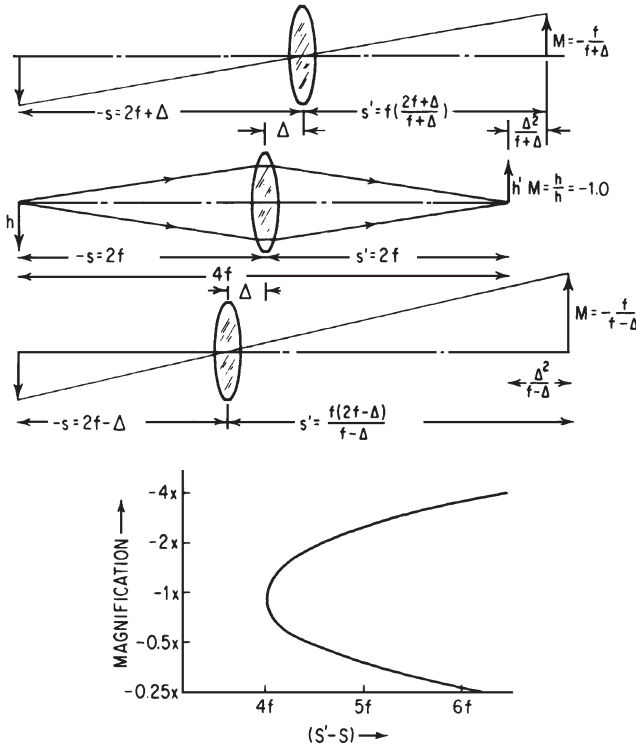 M = -f/(f+Δ)
-s=2f+Δ
s'=f(2f+Δ/f+Δ)
Δ
Δ²/(f+Δ)
h
h' M = h/h = -1.0
-s=2f
s'=2f
4f
Δ
M = -f/(f-Δ)
Δ²/(f-Δ)
-s=2f-Δ
s'= f(2f-Δ)/(f-Δ)
MAGNIFICATION
-4x
-2x
-1x
-0.5x
-0.25x
4f 5f 6f
(S'-S)